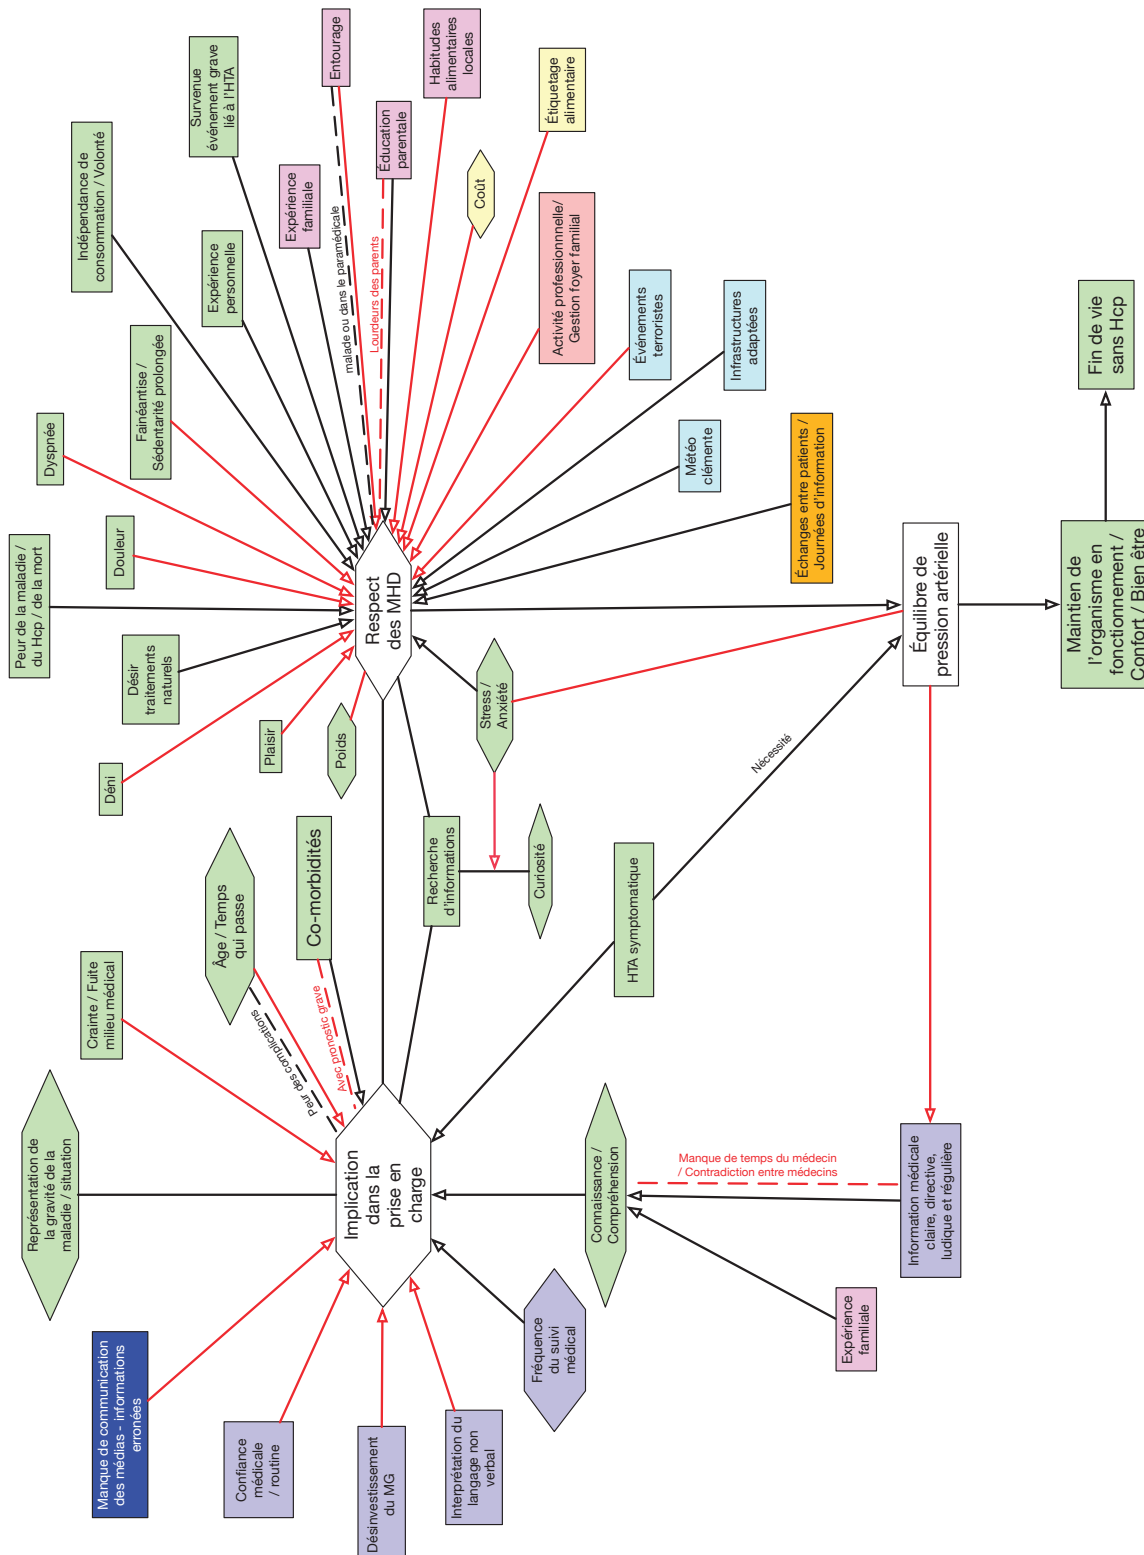 Manque de communication
des médias - informations
erronées
Représentation de
la gravité de la
maladie / situation
Crainte / Fuite
milieu médical
Âge / Temps
qui passe
Peur des complications
Co-morbidités
Avec pronostic grave
Confiance
médicale
/ routine
Désinvestissement
du MG
Interprétation du
langage non
verbal
Fréquence
du suivi
médical
Implication
dans la
prise en
charge
Connaissance /
Compréhension
Expérience
familiale
Manque de temps du médecin
/ Contradiction entre médecins
Information médicale
claire, directive,
ludique et régulière
HTA symptomatique
Nécessité
Recherche
d'informations
Curiosité
Stress /
Anxiété
Déni
Plaisir
Poids
Désir
traitements
naturels
Peur de la maladie /
du Hcp / de la mort
Douleur
Dyspnée
Fainéantise /
Sédentarité prolongée
Indépendance de
consommation / Volonté
Expérience
personnelle
Survenue
événement grave
lié à l'HTA
Expérience
familiale
Entourage
malade ou dans le paramédicale
Lourdeurs des parents
Éducation
parentale
Habitudes
alimentaires
locales
Coût
Étiquetage
alimentaire
Activité professionnnelle/
Gestion foyer familial
Événements
terroristes
Infrastructures
adaptées
Météo
clémente
Échanges entre patients /
Journées d'information
Respect
des MHD
Équilibre de
pression artérielle
Maintien de
l'organisme en
fonctionnement /
Confort / Bien être
Fin de vie
sans Hcp